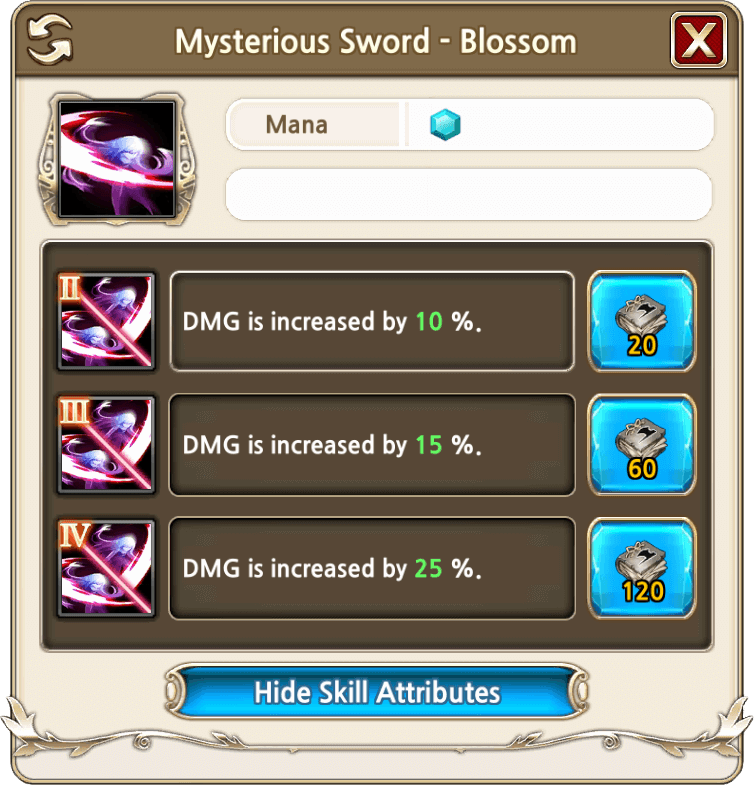 Mysterious Sword - Blossom
Mana
II
DMG is increased by 10 %.
20
III
DMG is increased by 15 %.
60
IV
DMG is increased by 25 %.
120
Hide Skill Attributes